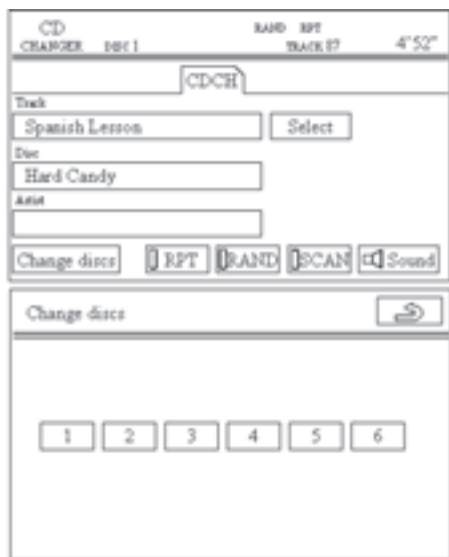 CD RAND RPT
CHANGER DISC 1 TRACK 87 4'52"
CDCH
Track
Spanish Lesson Select
Disc
Hard Candy
Artist
Change discs RPT RAND SCAN Sound
Change discs
1 2 3 4 5 6